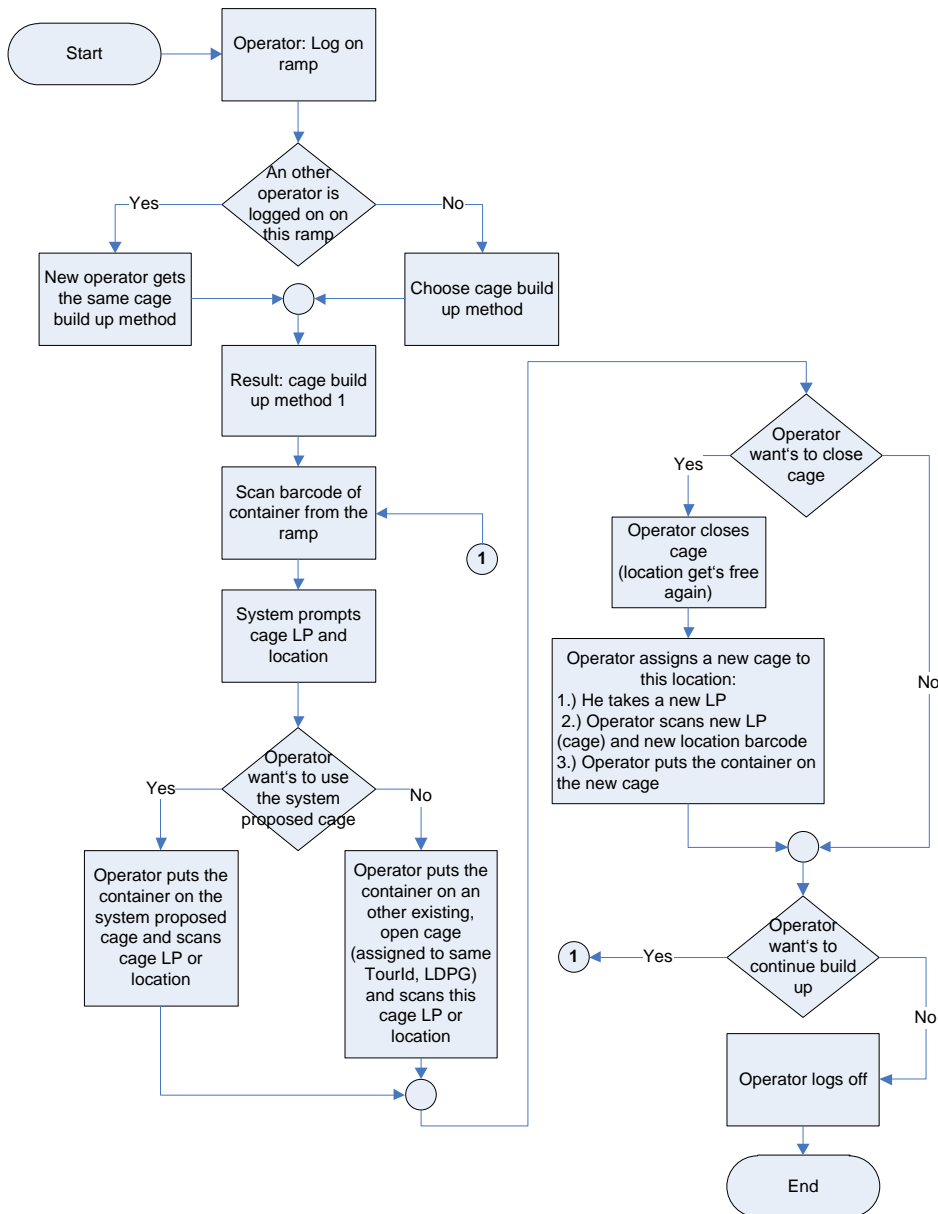 Start
Operator: Log on
ramp
An other
operator is
logged on on
this ramp
Yes
No
New operator gets
the same cage
build up method
Choose cage build
up method
Result: cage build
up method 1
Scan barcode of
container from the
ramp
1
System prompts
cage LP and
location
Operator
want‘s to use
the system
proposed cage
Yes
No
Operator puts the
container on the
system proposed
cage and scans
cage LP or
location
Operator puts the
container on an
other existing,
open cage
(assigned to same
TourId, LDPG)
and scans this
cage LP or
location
Operator
want‘s to close
cage
Yes
No
Operator closes
cage
(location get‘s free
again)
Operator assigns a new cage to
this location:
1.) He takes a new LP
2.) Operator scans new LP
(cage) and new location barcode
3.) Operator puts the container on
the new cage
Operator
want‘s to
continue build
up
Yes
1
No
Operator logs off
End